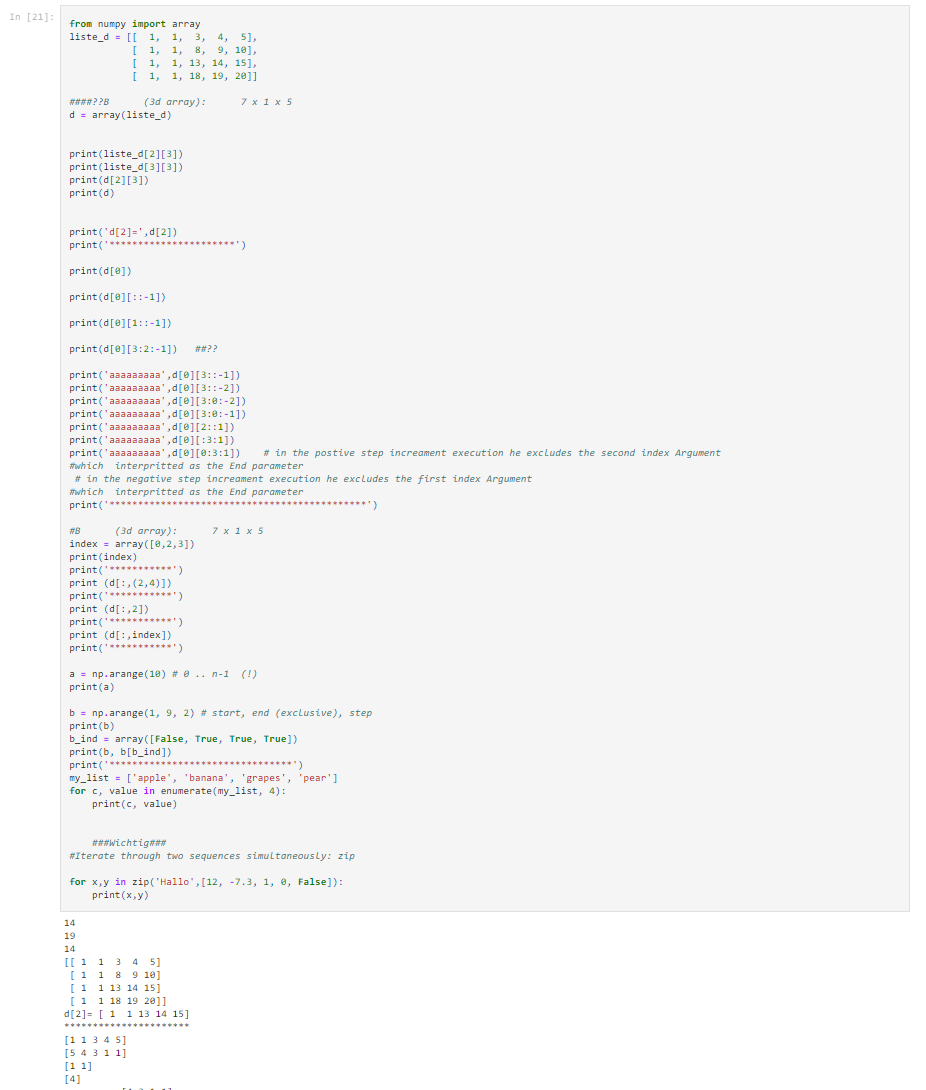 In [21]:
from numpy import array
liste_d = [[  1,  1,  3,  4,  5],
           [  1,  1,  8,  9, 10],
           [  1,  1, 13, 14, 15],
           [  1,  1, 18, 19, 20]]
####??B      (3d array):      7 x 1 x 5
d = array(liste_d)
print(liste_d[2][3])
print(liste_d[3][3])
print(d[2][3])
print(d)
print('d[2]=',d[2])
print('**********************')
print(d[0])
print(d[0][::-1])
print(d[0][1::-1])
print(d[0][3:2:-1])   ##??
print('aaaaaaaaa',d[0][3::-1])
print('aaaaaaaaa',d[0][3::-2])
print('aaaaaaaaa',d[0][3:0:-2])
print('aaaaaaaaa',d[0][3:0:-1])
print('aaaaaaaaa',d[0][2::1])
print('aaaaaaaaa',d[0][:3:1])
print('aaaaaaaaa',d[0][0:3:1])    # in the postive step increament execution he excludes the second index Argument
#which  interpritted as the End parameter
 # in the negative step increament execution he excludes the first index Argument
#which  interpritted as the End parameter
print('*********************************************')
#B      (3d array):      7 x 1 x 5
index = array([0,2,3])
print(index)
print('***********')
print (d[:,(2,4)])
print('***********')
print (d[:,2])
print('***********')
print (d[:,index])
print('***********')
a = np.arange(10) # 0 .. n-1  (!)
print(a)
b = np.arange(1, 9, 2) # start, end (exclusive), step
print(b)
b_ind = array([False, True, True, True])
print(b, b[b_ind])
print('********************************')
my_list = ['apple', 'banana', 'grapes', 'pear']
for c, value in enumerate(my_list, 4):
    print(c, value)
    ###Wichtig###
#Iterate through two sequences simultaneously: zip
for x,y in zip('Hallo',[12, -7.3, 1, 0, False]):
    print(x,y)
14
19
14
[[ 1  1  3  4  5]
 [ 1  1  8  9 10]
 [ 1  1 13 14 15]
 [ 1  1 18 19 20]]
d[2]= [ 1  1 13 14 15]
**********************
[1 1 3 4 5]
[5 4 3 1 1]
[1 1]
[4]